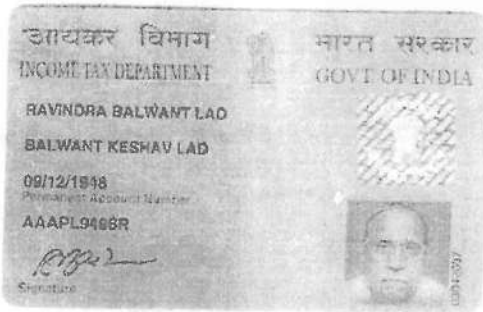 आयकर विभाग
INCOME TAX DEPARTMENT
भारत सरकार
GOVT OF INDIA
RAVINDRA BALWANT LAD
BALWANT KESHAV LAD
09/12/1948
Permanent Account Number
Signature